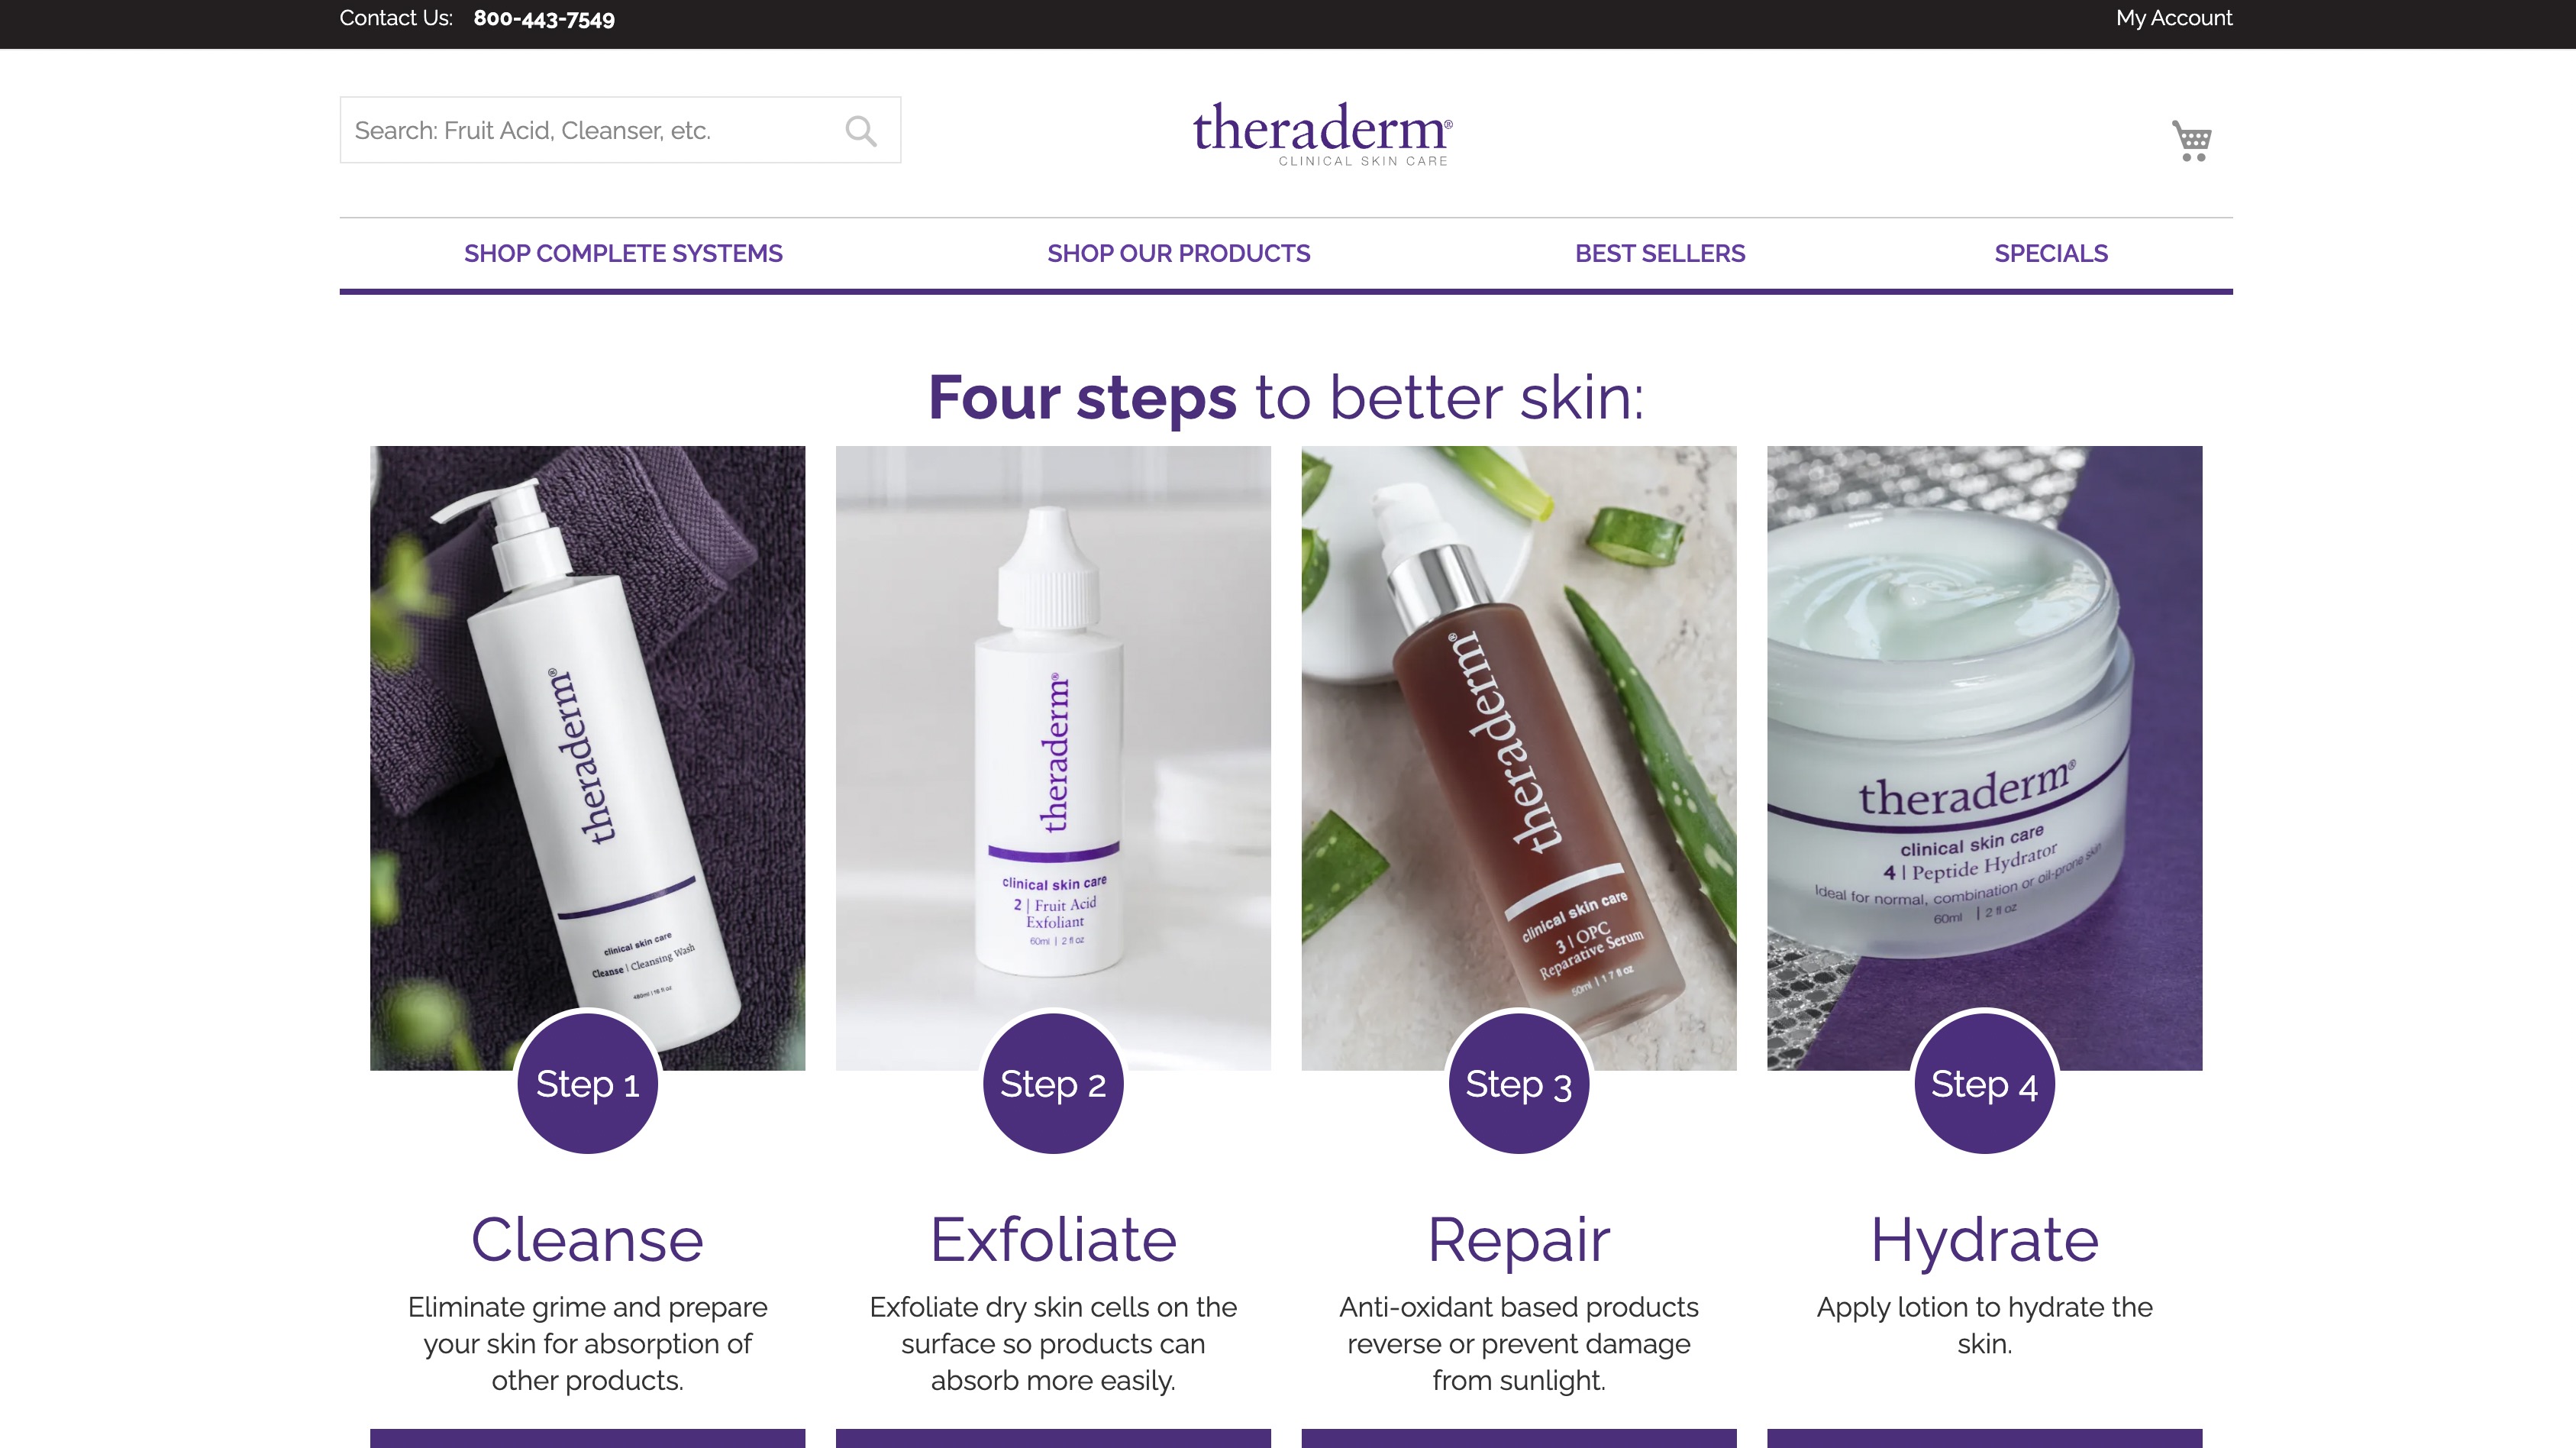 Contact Us: 800-443-7549
My Account
Search: Fruit Acid, Cleanser, etc.
theraderm®
CLINICAL SKIN CARE
SHOP COMPLETE SYSTEMS
SHOP OUR PRODUCTS
BEST SELLERS
SPECIALS
Four steps to better skin:
theraderm®
clinical skin care
Cleanse | Cleansing Wash
480ml | 16 fl oz
Step 1
Cleanse
Eliminate grime and prepare
your skin for absorption of
other products.
theraderm®
clinical skin care
2 | Fruit Acid
Exfoliant
60ml | 2 fl oz
Step 2
Exfoliate
Exfoliate dry skin cells on the
surface so products can
absorb more easily.
theraderm®
clinical skin care
3 | OPC
Reparative Serum
50ml | 1 7 fl oz
Step 3
Repair
Anti-oxidant based products
reverse or prevent damage
from sunlight.
theraderm®
clinical skin care
4 | Peptide Hydrator
Ideal for normal, combination or oil-prone skin
60ml | 2 fl oz
Step 4
Hydrate
Apply lotion to hydrate the
skin.